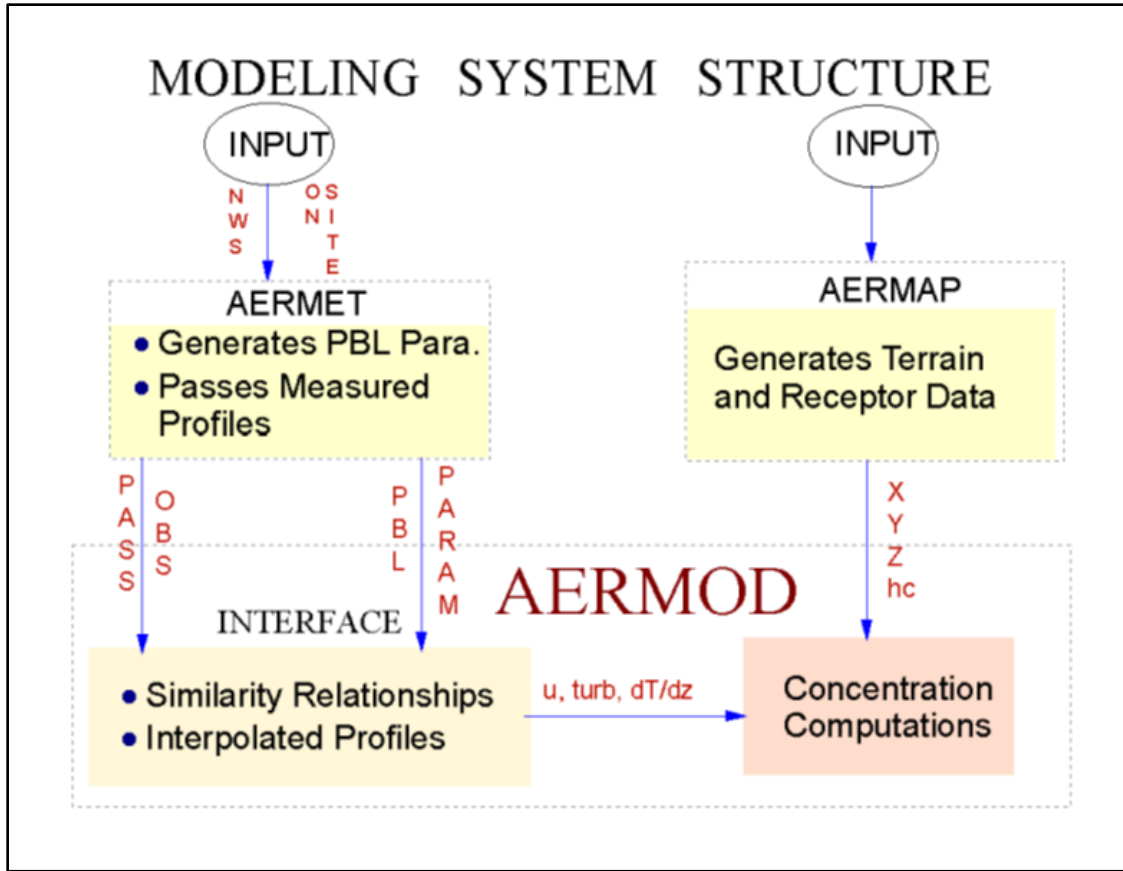 MODELING SYSTEM STRUCTURE
INPUT
NWS
ON
SITE
AERMET
• Generates PBL Para.
• Passes Measured
Profiles
PASS
OBS
PBL
PARAM
INPUT
AERMAP
Generates Terrain
and Receptor Data
X
Y
Z
hc
AERMOD
INTERFACE
• Similarity Relationships
• Interpolated Profiles
u, turb, dT/dz
Concentration
Computations